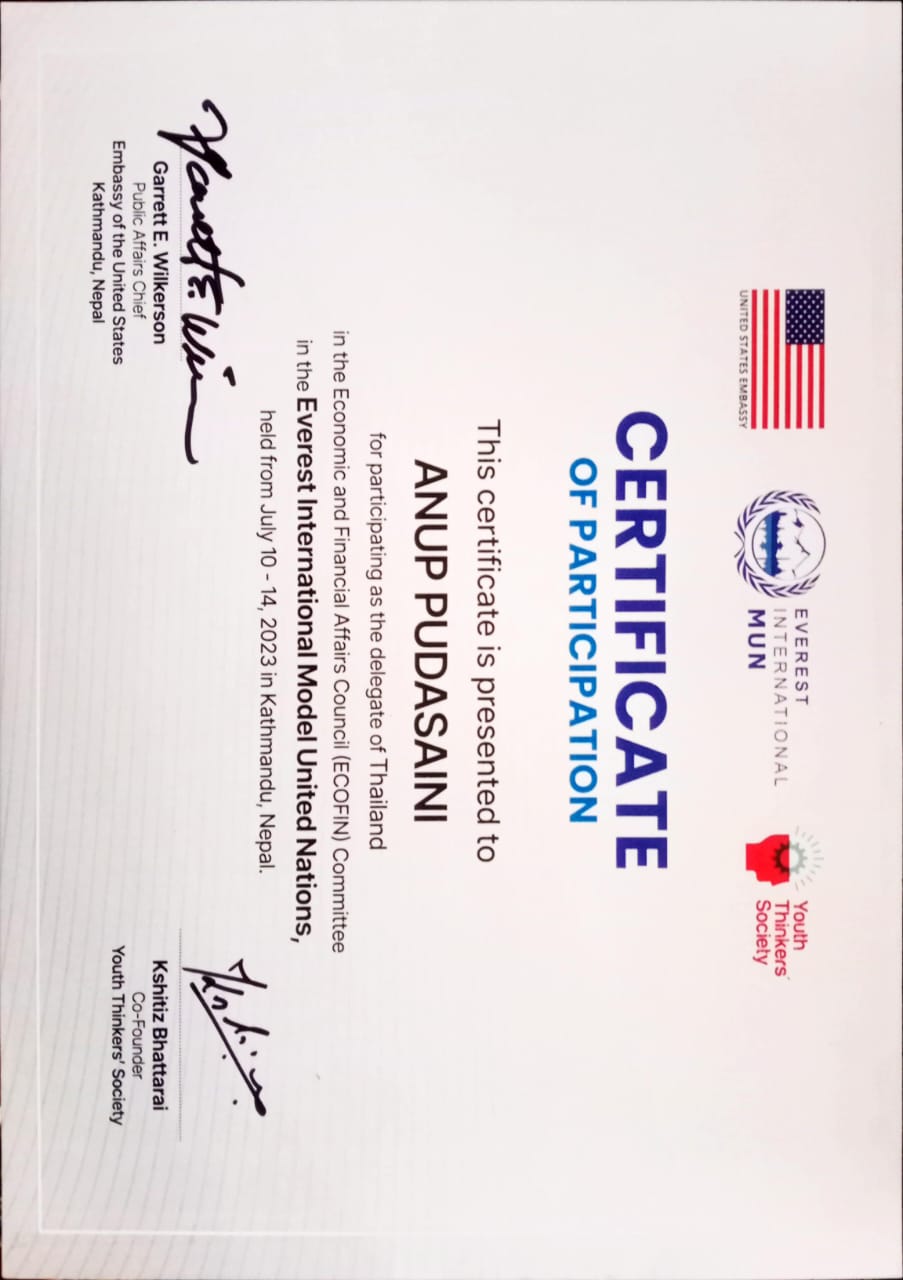 UNITED STATES EMBASSY
EVEREST
INTERNATIONAL
MUN
Youth
Thinkers'
Society
CERTIFICATE
OF PARTICIPATION
This certificate is presented to
ANUP PUDASAINI
for participating as the delegate of Thailand
in the Economic and Financial Affairs Council (ECOFIN) Committee
in the Everest International Model United Nations,
held from July 10 - 14, 2023 in Kathmandu, Nepal.
Garrett E. Wilkerson
Public Affairs Chief
Embassy of the United States
Kathmandu, Nepal
Kshitiz Bhattarai
Co-Founder
Youth Thinkers' Society